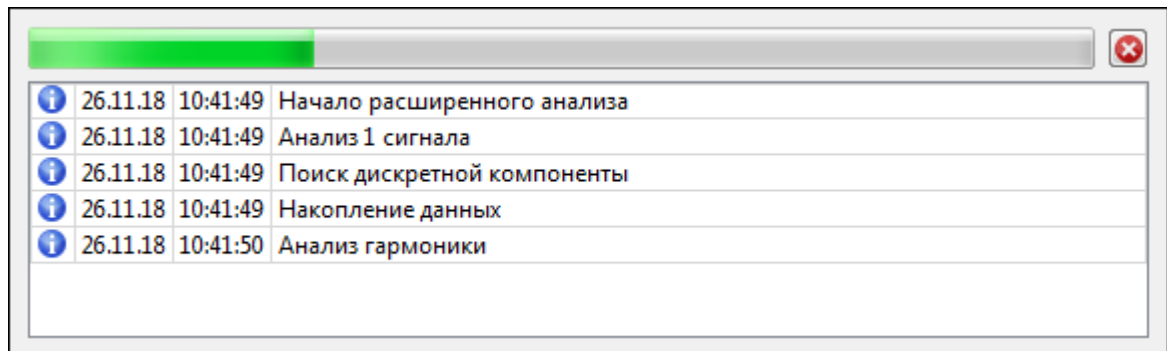 26.11.18 10:41:49 Начало расширенного анализа
26.11.18 10:41:49 Анализ 1 сигнала
26.11.18 10:41:49 Поиск дискретной компоненты
26.11.18 10:41:49 Накопление данных
26.11.18 10:41:50 Анализ гармоники